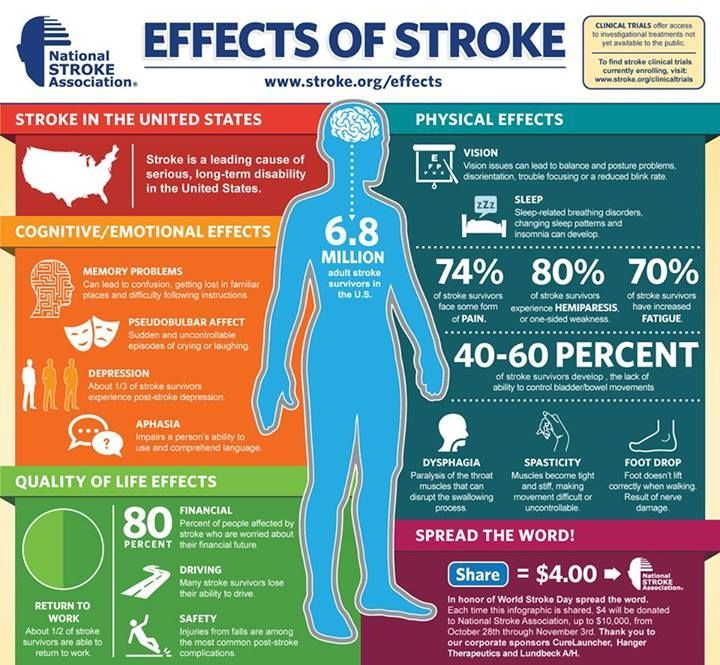 National
STROKE
Association®
EFFECTS OF STROKE
www.stroke.org/effects
CLINICAL TRIALS offer access
to investigational treatments not
yet available to the public.
To find stroke clinical trials
currently enrolling, visit:
www.stroke.org/clinicaltrials
STROKE IN THE UNITED STATES
Stroke is a leading cause of
serious, long-term disability
in the United States.
COGNITIVE/EMOTIONAL EFFECTS
MEMORY PROBLEMS
Can lead to confusion, getting lost in familiar
places and difficulty following instructions.
PSEUDOBULBAR AFFECT
Sudden and uncontrollable
episodes of crying or laughing.
DEPRESSION
About 1/3 of stroke survivors
experience post-stroke depression.
?
APHASIA
Impairs a person's ability to
use and comprehend language.
QUALITY OF LIFE EFFECTS
RETURN TO
WORK
About 1/2 of stroke
survivors are able to
return to work.
80
PERCENT
FINANCIAL
Percent of people affected by
stroke who are worried about
their financial future.
DRIVING
Many stroke survivors lose
their ability to drive.
SAFETY
Injuries from falls are among
the most common post-stroke
complications.
6.8
MILLION
adult stroke
survivors in
the U.S.
PHYSICAL EFFECTS
E
F P
VISION
Vision issues can lead to balance and posture problems,
disorientation, trouble focusing or a reduced blink rate.
zZz
SLEEP
Sleep-related breathing disorders,
changing sleep patterns and
insomnia can develop.
74%
of stroke survivors
face some form
of PAIN.
80%
of stroke survivors
experience HEMIPARESIS,
or one-sided weakness.
70%
of stroke survivors
have increased
FATIGUE.
40-60 PERCENT
of stroke survivors develop , the lack of
ability to control bladder/bowel movements
DYSPHAGIA
Paralysis of the throat
muscles that can
disrupt the swallowing
process.
SPASTICITY
Muscles become tight
and stiff, making
movement difficult or
uncontrollable.
FOOT DROP
Foot doesn't lift
correctly when walking.
Result of nerve
damage.
SPREAD THE WORD!
Share = $4.00
National
STROKE
Association
In honor of World Stroke Day spread the word.
Each time this infographic is shared, $4 will be donated
to National Stroke Association, up to $10,000, from
October 28th through November 3rd. Thank you to
our corporate sponsors CureLauncher, Hanger
Therapeutics and Lundbeck A/H.